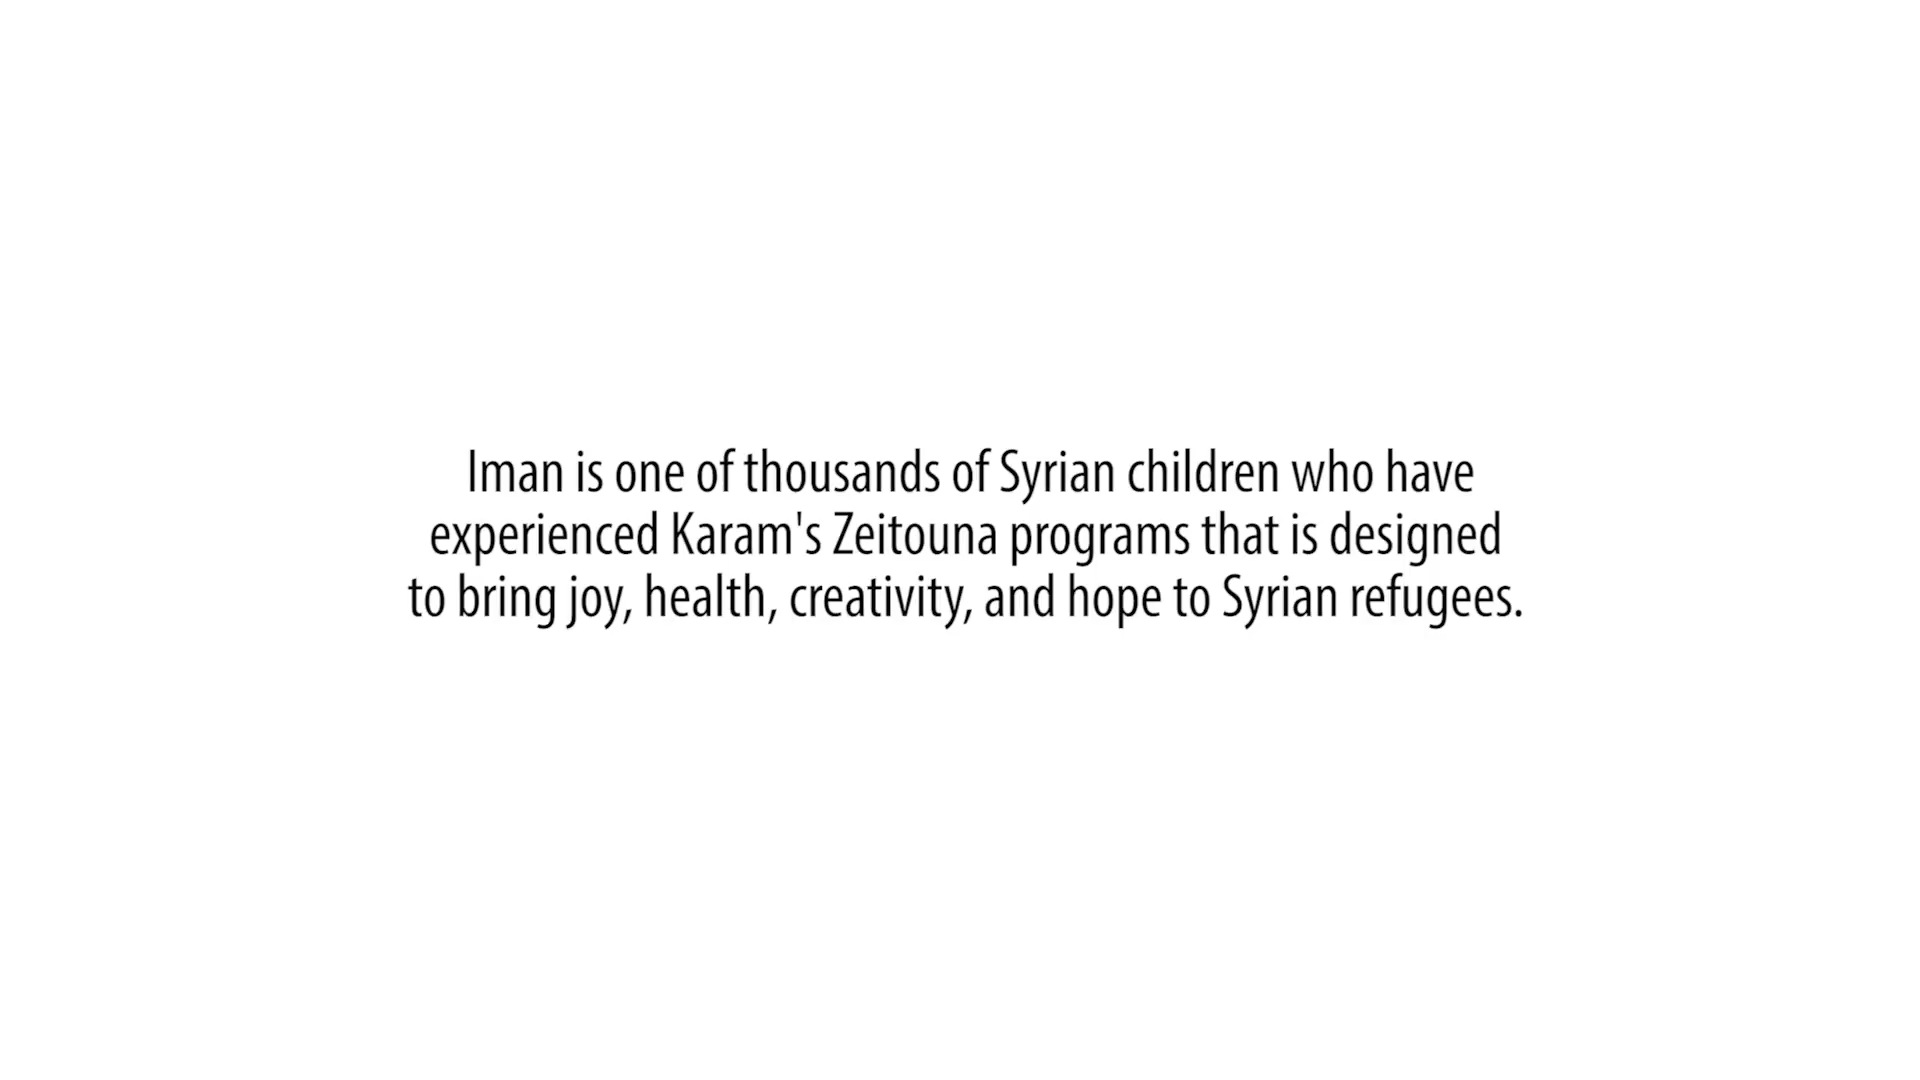 Iman is one of thousands of Syrian children who have
experienced Karam's Zeitouna programs that is designed
to bring joy, health, creativity, and hope to Syrian refugees.